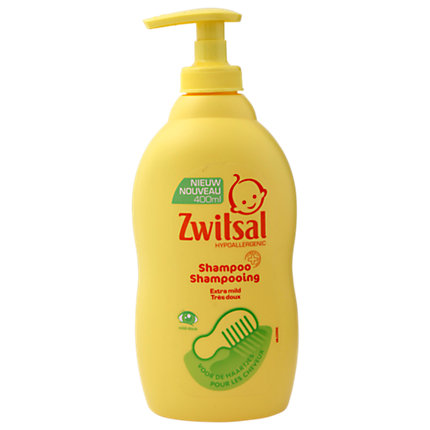 NIEUW
NOUVEAU
400ml
Zwitsal
HYPOALLERGENIC
Shampoo
Shampooing
Extra mild
Très doux
VOOR DE HAARTJES
POUR LES CHEVEUX